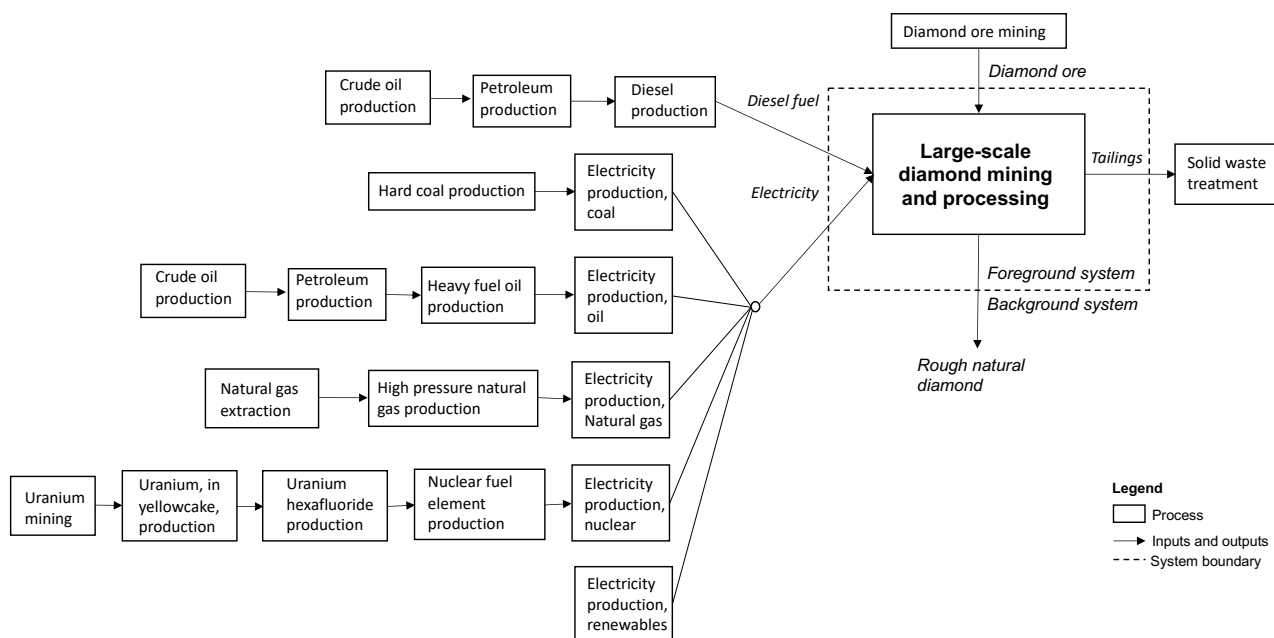 Diamond ore mining
Diamond ore
Crude oil
production
Petroleum
production
Diesel
production
Diesel fuel
Large-scale
diamond mining
and processing
Tailings
Solid waste
treatment
Hard coal production
Electricity
production,
coal
Electricity
Crude oil
production
Petroleum
production
Heavy fuel oil
production
Electricity
production,
oil
Foreground system
Background system
Rough natural
diamond
Natural gas
extraction
High pressure natural
gas production
Electricity
production,
Natural gas
Uranium
mining
Uranium, in
yellowcake,
production
Uranium
hexafluoride
production
Nuclear fuel
element
production
Electricity
production,
nuclear
Electricity
production,
renewables
Legend
Process
Inputs and outputs
System boundary